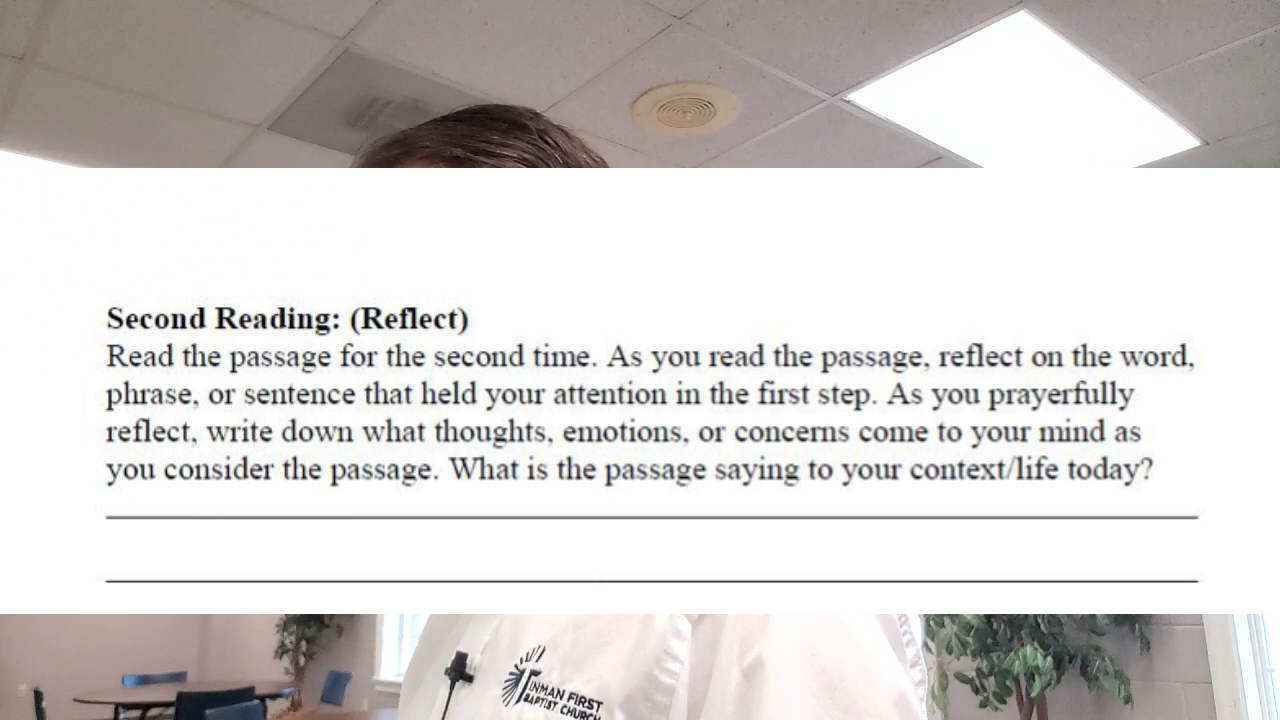 Second Reading: (Reflect)
Read the passage for the second time. As you read the passage, reflect on the word,
phrase, or sentence that held your attention in the first step. As you prayerfully
reflect, write down what thoughts, emotions, or concerns come to your mind as
you consider the passage. What is the passage saying to your context/life today?
INMAN FIRST
BAPTIST CHURCH